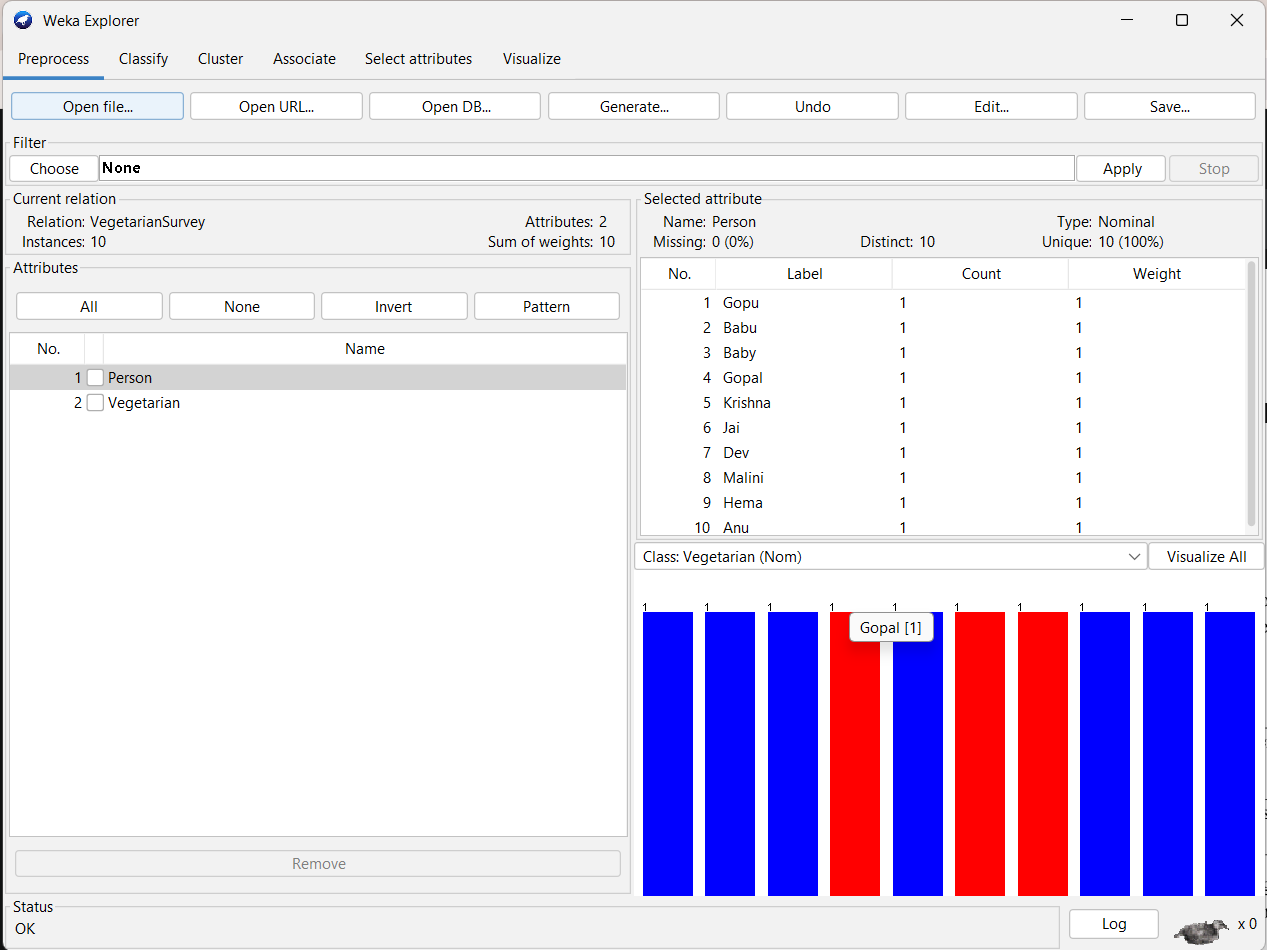 Weka Explorer
Preprocess Classify Cluster Associate Select attributes Visualize
Open file... Open URL... Open DB... Generate... Undo Edit... Save...
Filter
Choose None Apply Stop
Current relation
Relation: VegetarianSurvey Attributes: 2
Instances: 10 Sum of weights: 10
Attributes
All None Invert Pattern
No. Name
1 Person
2 Vegetarian
Remove
Selected attribute
Name: Person Type: Nominal
Missing: 0 (0%) Distinct: 10 Unique: 10 (100%)
No. Label Count Weight
1 Gopu 1 1
2 Babu 1 1
3 Baby 1 1
4 Gopal 1 1
5 Krishna 1 1
6 Jai 1 1
7 Dev 1 1
8 Malini 1 1
9 Hema 1 1
10 Anu 1 1
Class: Vegetarian (Nom) Visualize All
1 1 1 1 1 1 1 1 1 1
Gopal [1]
Status
OK Log x 0